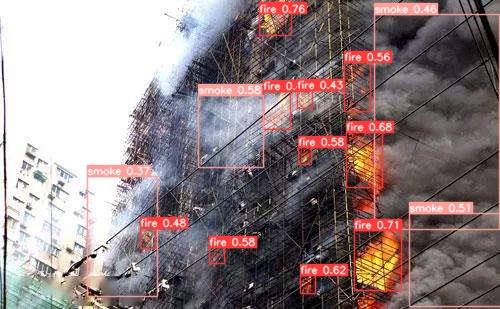 fire 0.76
smoke 0.46
fire 0.56
smoke 0.58
fire 0.
fire 0.43
fire 0.68
fire 0.58
smoke 0.37
smoke 0.51
fire 0.48
fire 0.71
fire 0.58
fire 0.62